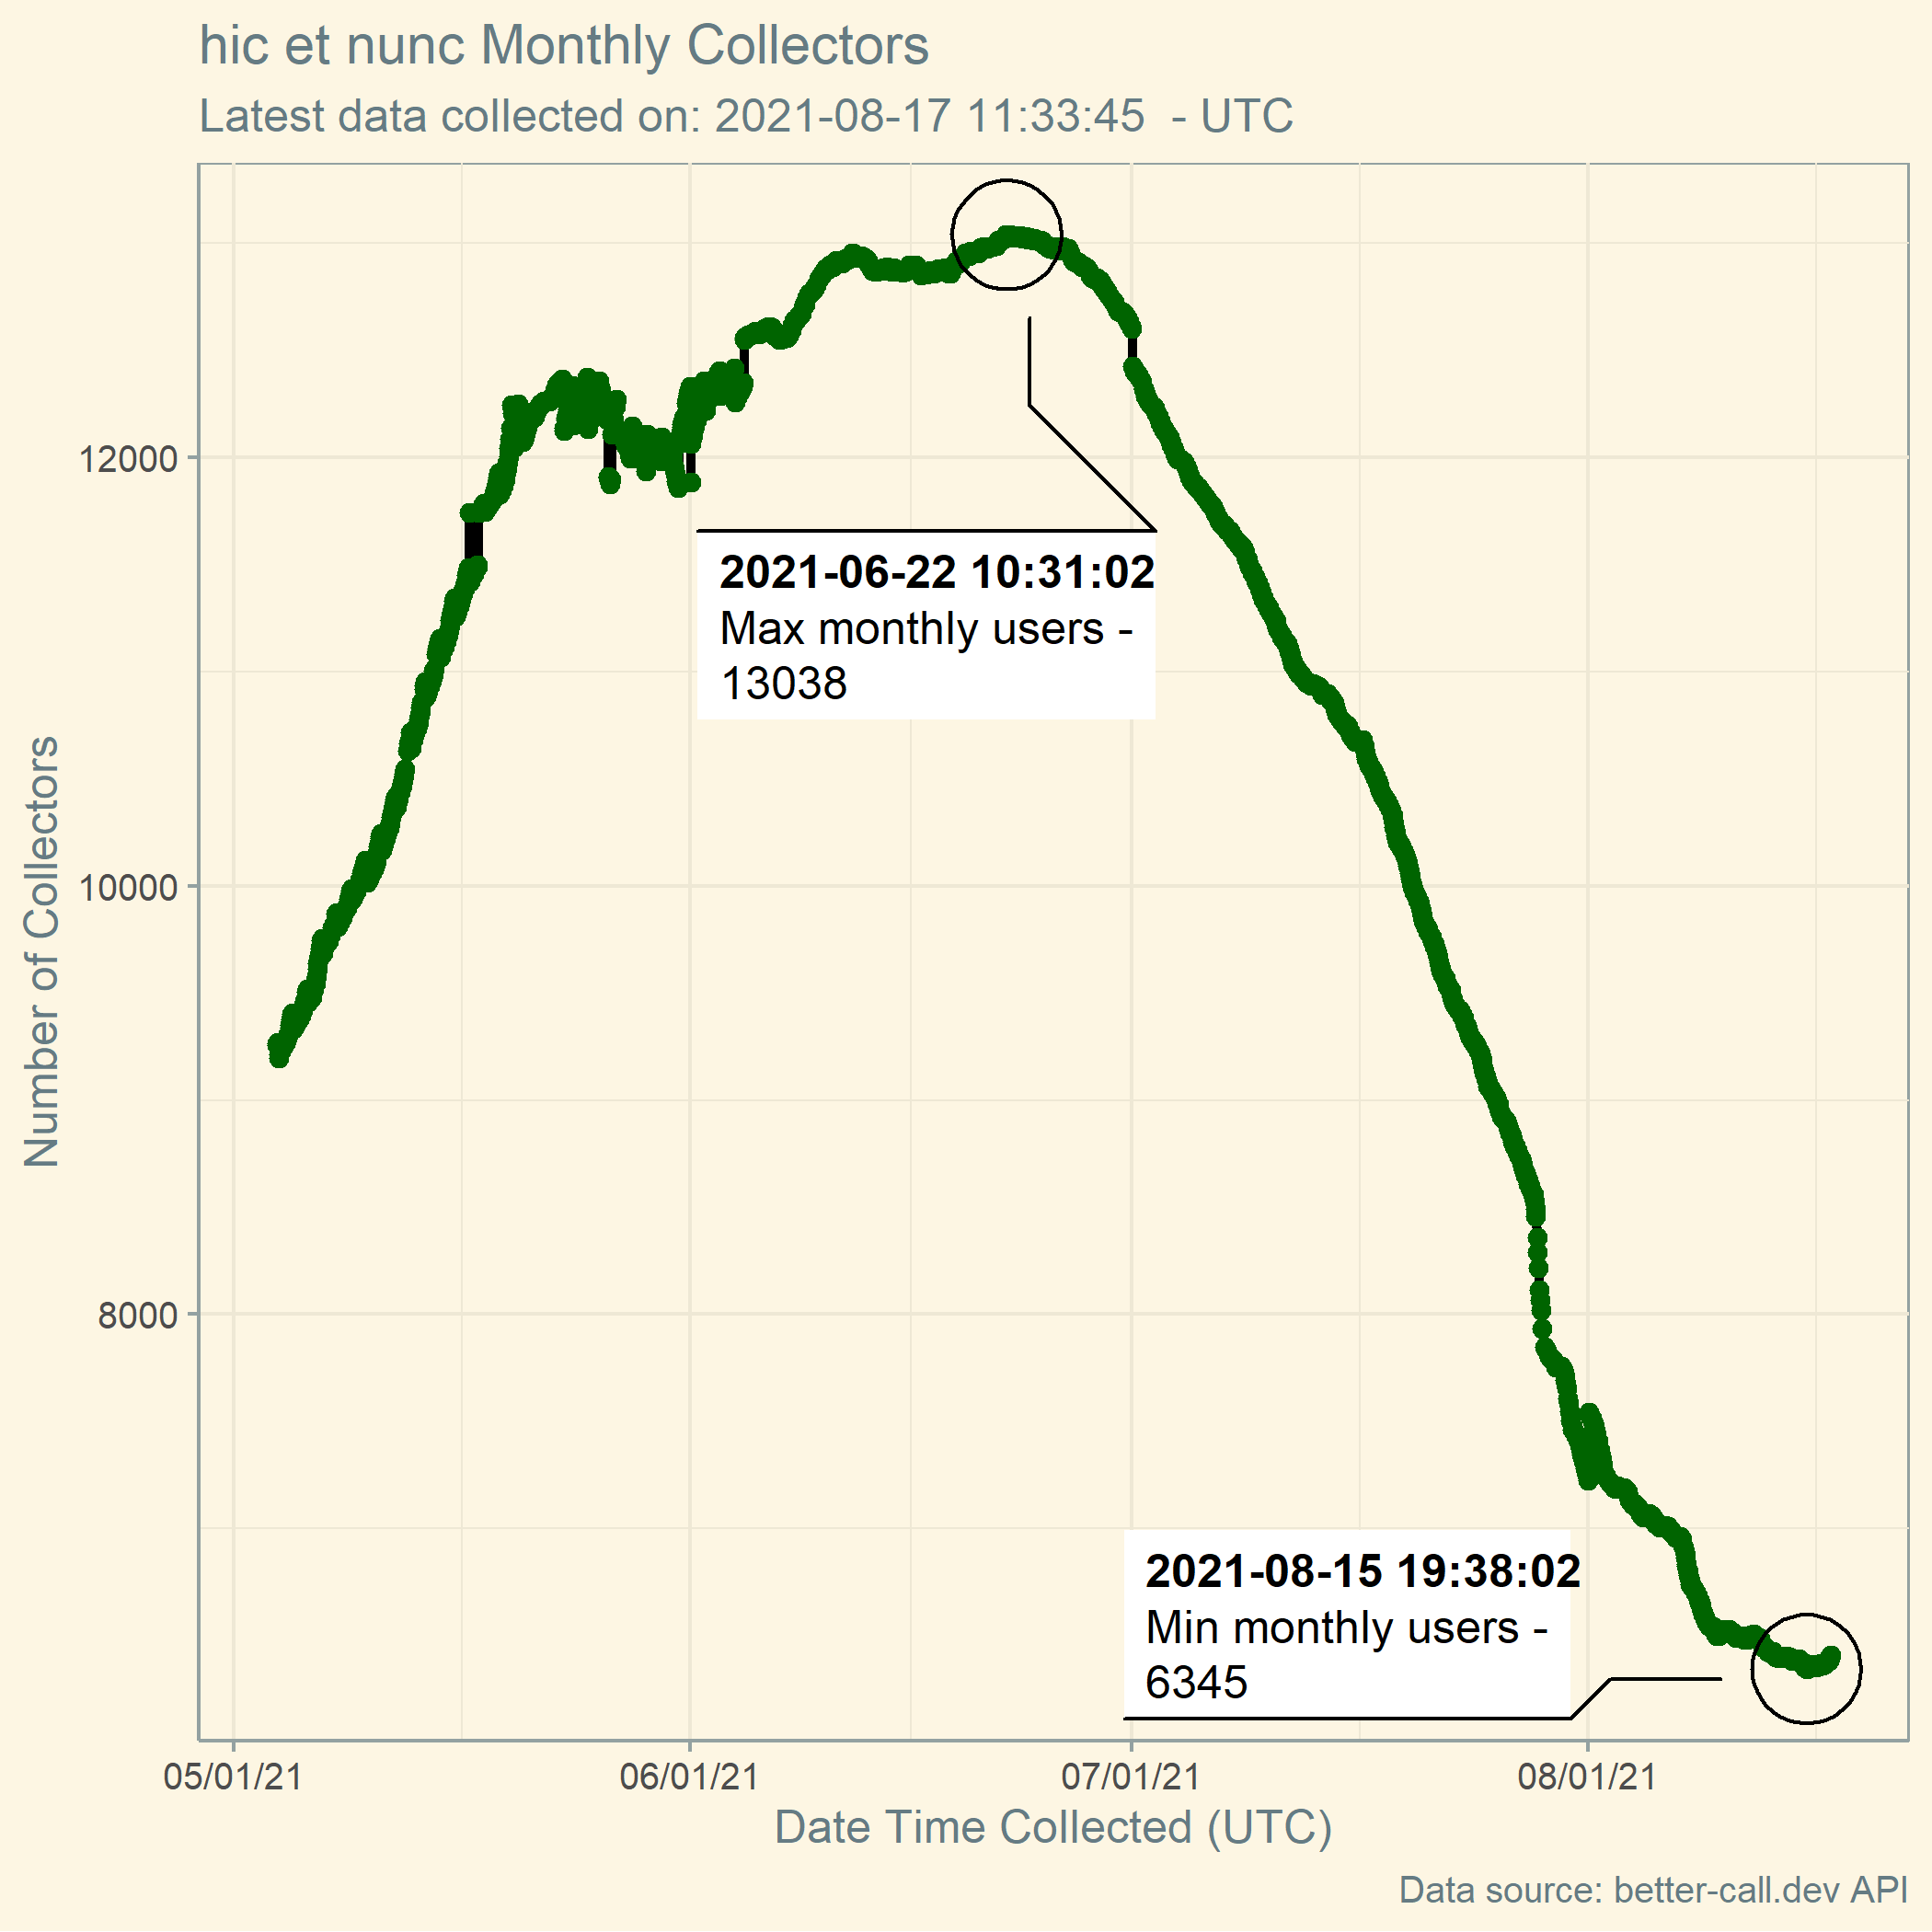 hic et nunc Monthly Collectors
Latest data collected on: 2021-08-17 11:33:45  - UTC
Number of Collectors
12000
10000
8000
2021-06-22 10:31:02
Max monthly users -
13038
2021-08-15 19:38:02
Min monthly users -
6345
05/01/21 06/01/21 07/01/21 08/01/21
Date Time Collected (UTC)
Data source: better-call.dev API